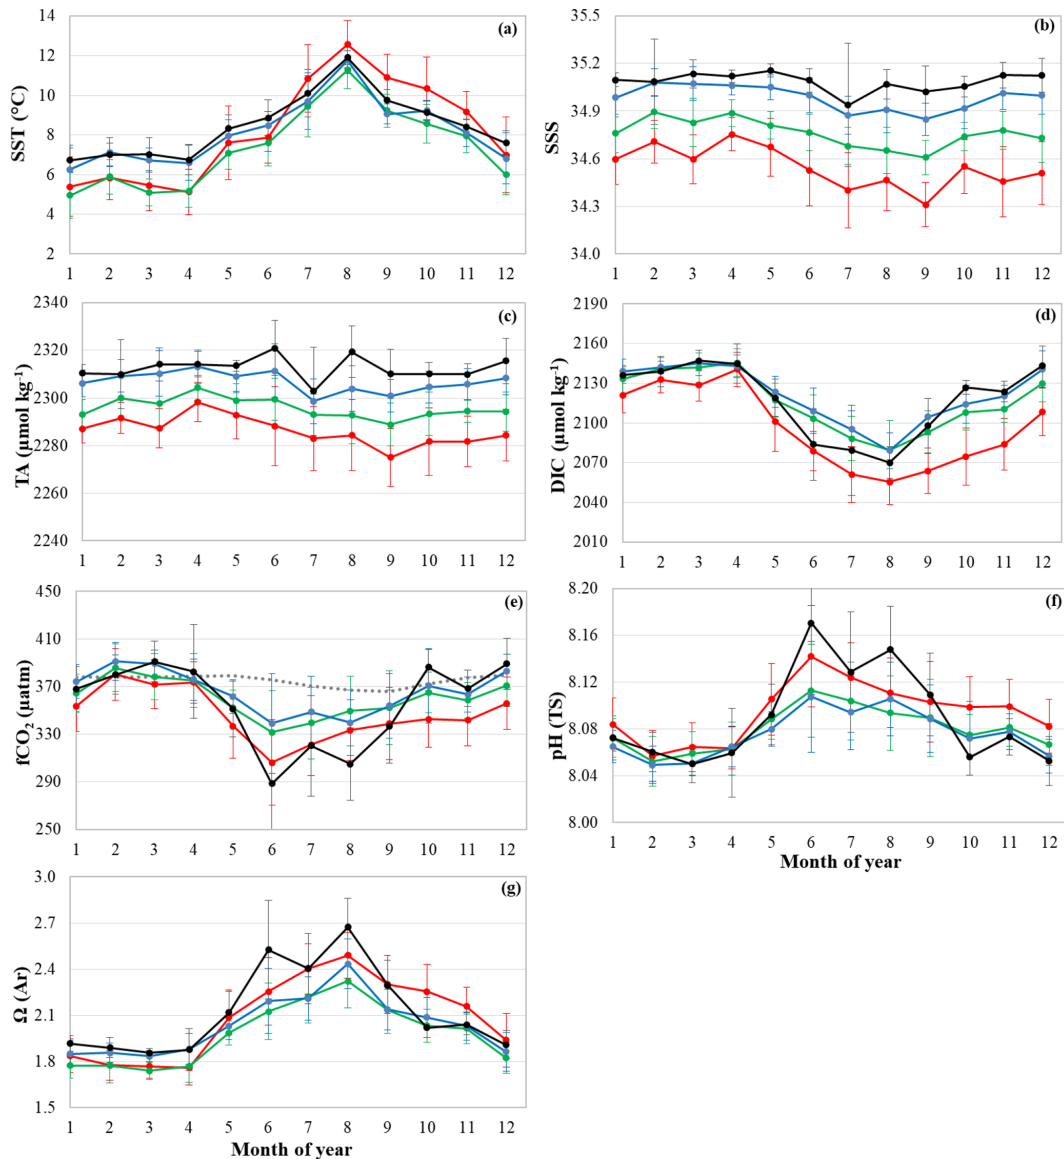 (a)
SST (°C)
14
12
10
8
6
4
2
1 2 3 4 5 6 7 8 9 10 11 12
(b)
SSS
35.5
35.2
34.9
34.6
34.3
34.0
1 2 3 4 5 6 7 8 9 10 11 12
(c)
TA (µmol kg⁻¹)
2340
2320
2300
2280
2260
2240
1 2 3 4 5 6 7 8 9 10 11 12
(d)
DIC (µmol kg⁻¹)
2190
2160
2130
2100
2070
2040
2010
1 2 3 4 5 6 7 8 9 10 11 12
(e)
fCO₂ (µatm)
450
410
370
330
290
250
1 2 3 4 5 6 7 8 9 10 11 12
(f)
pH (TS)
8.20
8.16
8.12
8.08
8.04
8.00
1 2 3 4 5 6 7 8 9 10 11 12
Month of year
(g)
Ω (Ar)
3.0
2.7
2.4
2.1
1.8
1.5
1 2 3 4 5 6 7 8 9 10 11 12
Month of year